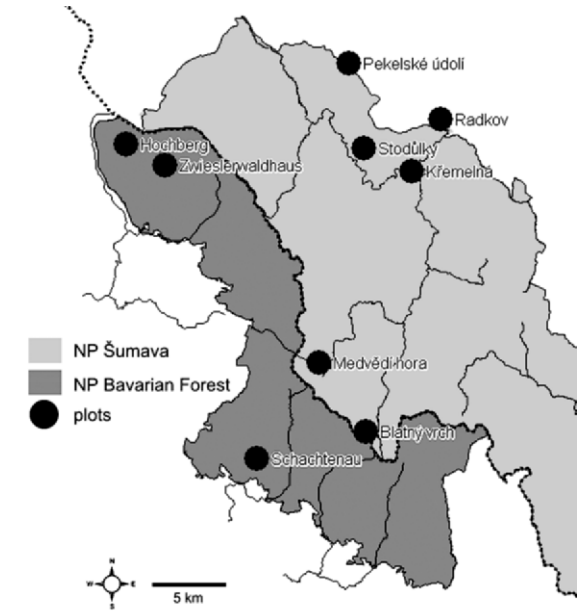 Pekelské údolí
Radkov
Hochberg
Stodůlky
Zwieslerwaldhaus
Křemelná
NP Šumava
Medvědí hora
NP Bavarian Forest
plots
Blatný vrch
Schachtenau
N
W E
S
5 km